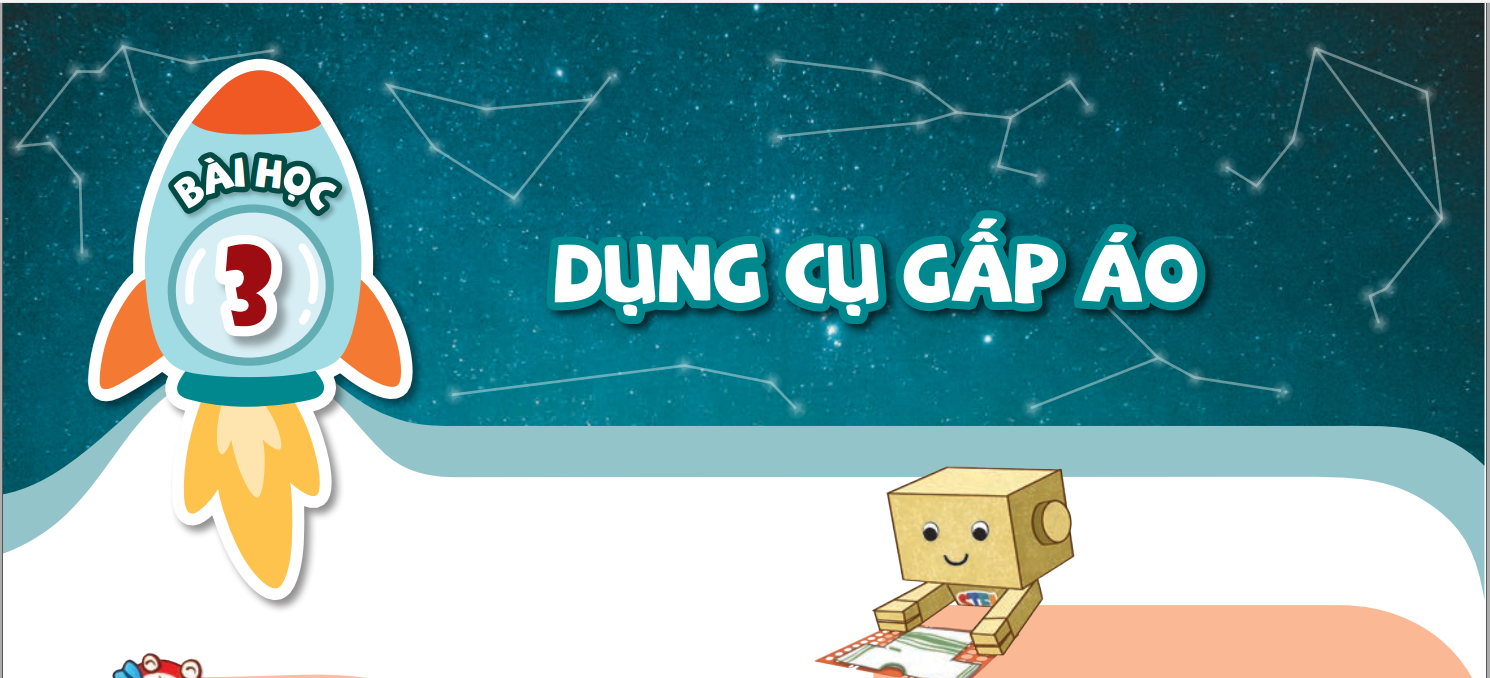 BÀI HỌC
3
DỤNG CỤ GẤP ÁO